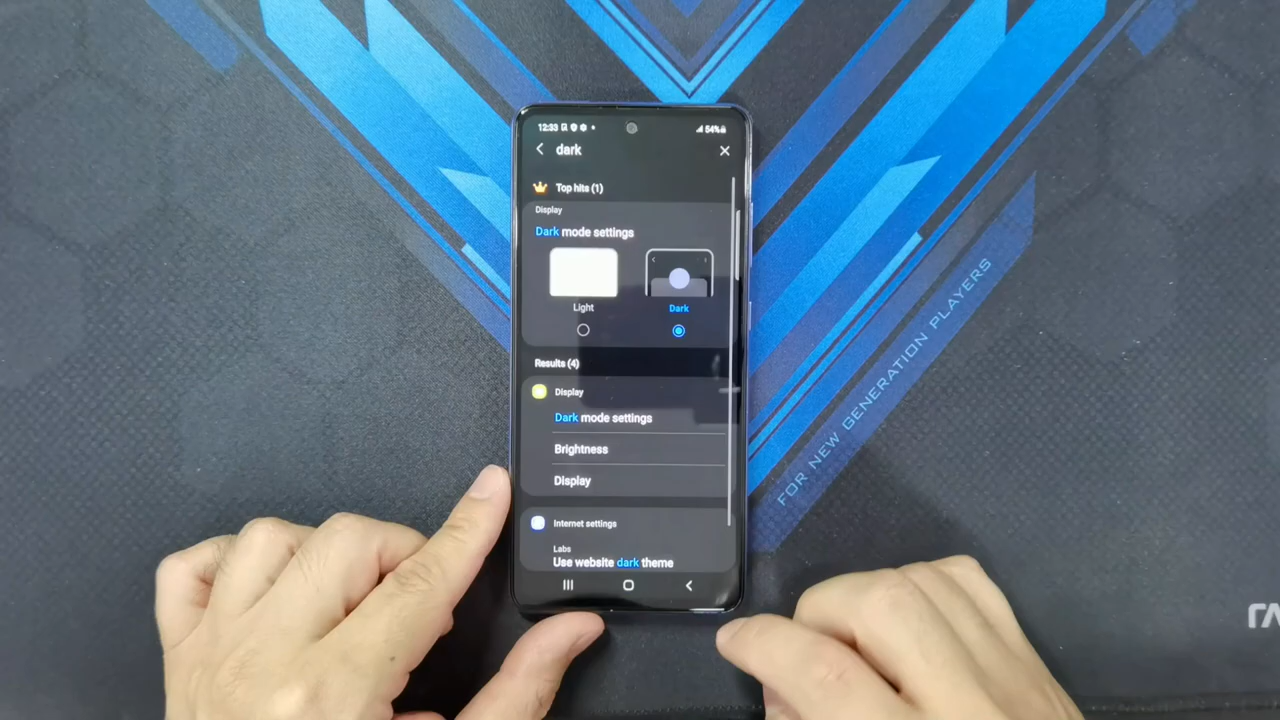 12:33
54%
dark
Top hits (1)
Display
Dark mode settings
Light
Dark
Results (4)
Display
Dark mode settings
Brightness
Display
Internet settings
Labs
Use website dark theme
FOR NEW GENERATION PLAYERS